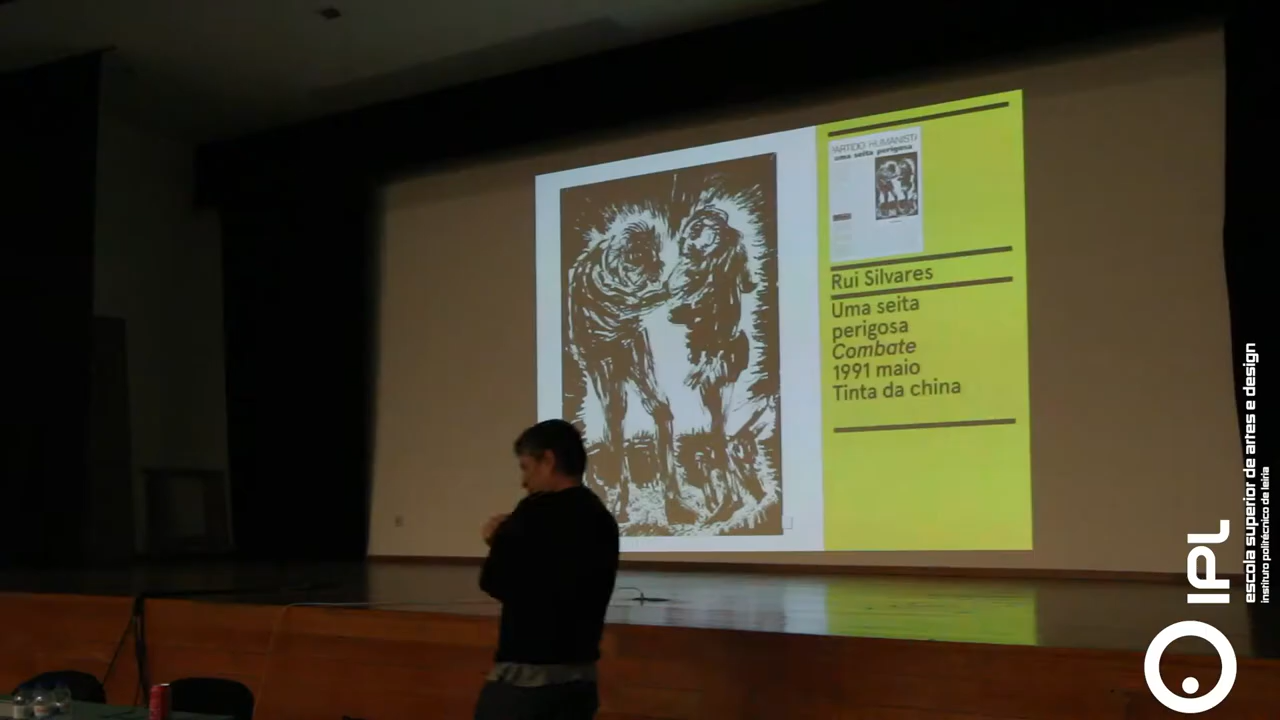 PARTIDO HUMANISTA
uma seita perigosa
Rui Silvares
Uma seita
perigosa
Combate
1991 maio
Tinta da china
IPL
escola superior de artes e design
instituto politécnico de leiria